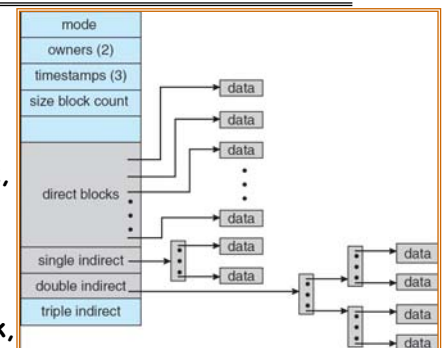 mode
owners (2)
timestamps (3)
size block count
data
data
data
direct blocks
data
single indirect
data
data
double indirect
data
data
triple indirect
data
data